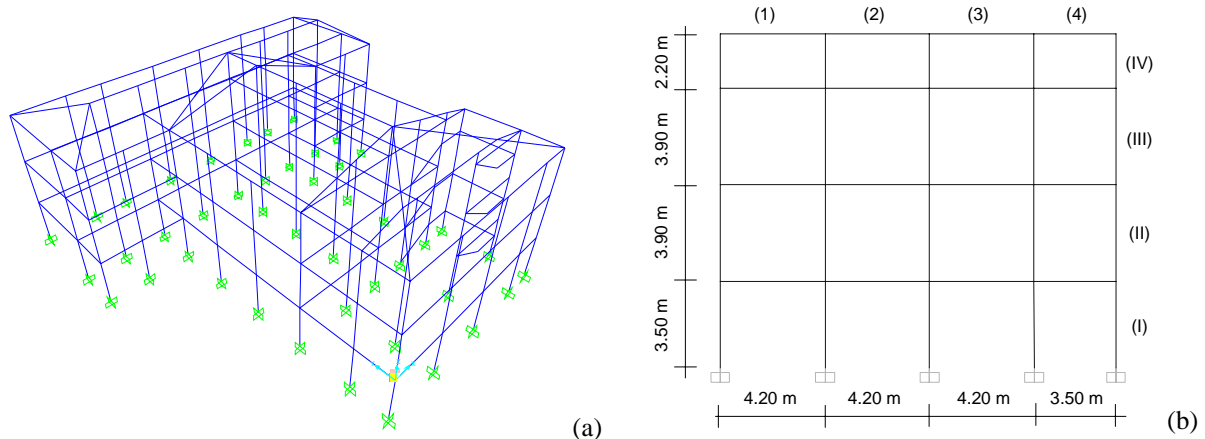 (1) (2) (3) (4)
2.20 m
(IV)
3.90 m
(III)
3.90 m
(II)
3.50 m
(I)
4.20 m 4.20 m 4.20 m 3.50 m
(a) (b)